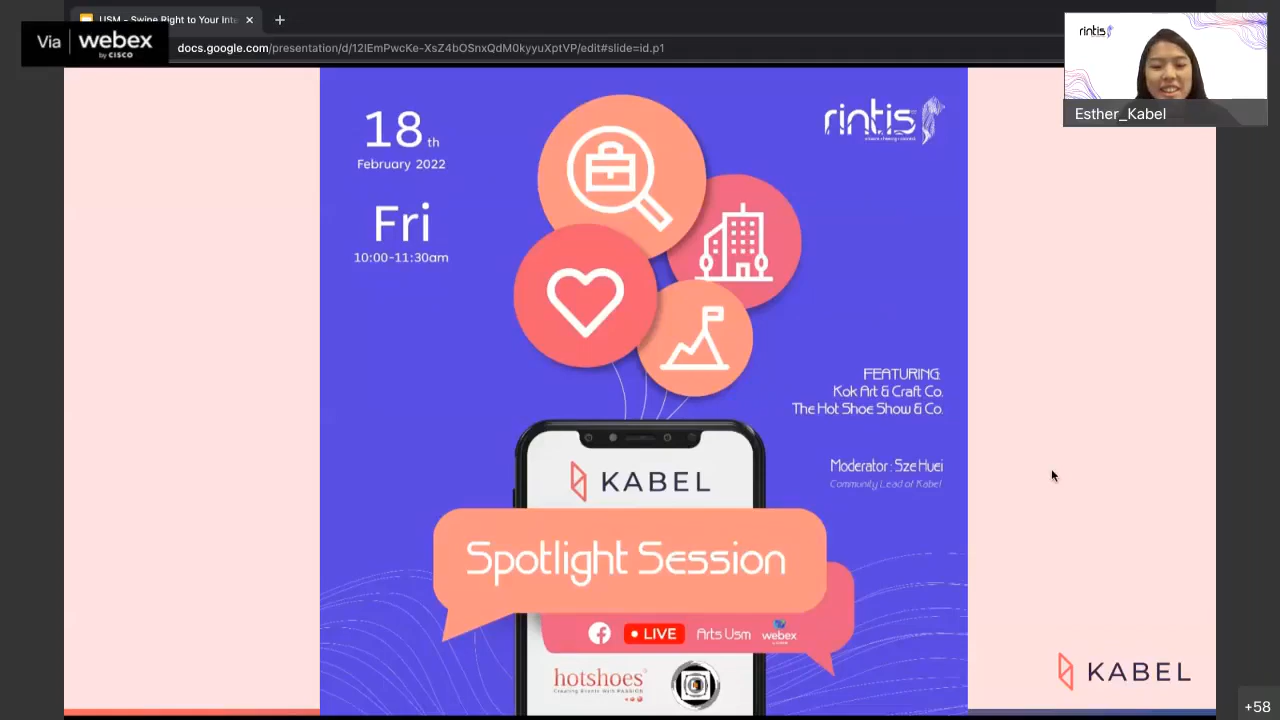 USM - Swipe Right to Your Inte
Via webex
by CISCO
docs.google.com/presentation/d/12lEmPwcKe-XsZ4bOSnxQdM0kyyuXptVP/edit#slide=id.p1
rintis
Esther_Kabel
18 th
February 2022
Fri
10:00-11:30am
rintis
FEATURING:
Kok Art & Craft Co.
The Hot Shoe Show & Co.
Moderator : Sze Huei
Community Lead of Kabel
KABEL
Spotlight Session
LIVE
Arts Usm
webex
hotshoes
Creating Events With PASSION
KABEL
+58